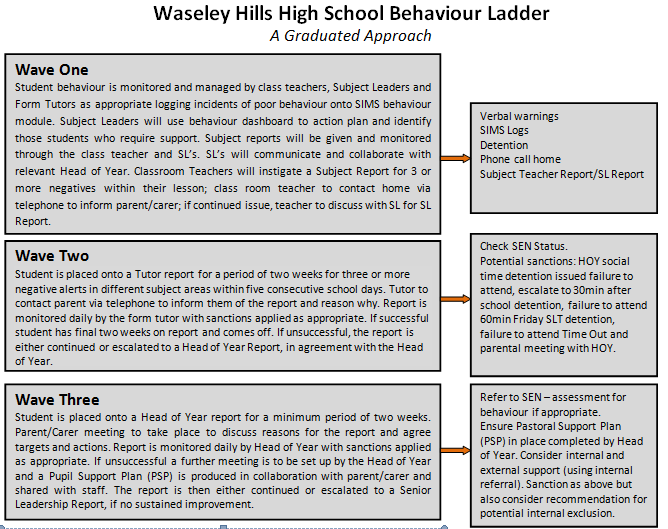 Waseley Hills High School Behaviour Ladder
A Graduated Approach
Wave One
Student behaviour is monitored and managed by class teachers, Subject Leaders and
Form Tutors as appropriate logging incidents of poor behaviour onto SIMS behaviour
module. Subject Leaders will use behaviour dashboard to action plan and identify
those students who require support. Subject reports will be given and monitored
through the class teacher and SL's. SL's will communicate and collaborate with
relevant Head of Year. Classroom Teachers will instigate a Subject Report for 3 or
more negatives within their lesson; class room teacher to contact home via
telephone to inform parent/carer; if continued issue, teacher to discuss with SL for SL
Report.
Verbal warnings
SIMS Logs
Detention
Phone call home
Subject Teacher Report/SL Report
Wave Two
Student is placed onto a Tutor report for a period of two weeks for three or more
negative alerts in different subject areas within five consecutive school days. Tutor to
contact parent via telephone to inform them of the report and reason why. Report is
monitored daily by the form tutor with sanctions applied as appropriate. If successful
student has final two weeks on report and comes off. If unsuccessful, the report is
either continued or escalated to a Head of Year Report, in agreement with the Head
of Year.
Check SEN Status.
Potential sanctions: HOY social
time detention issued failure to
attend, escalate to 30min after
school detention, failure to attend
60min Friday SLT detention,
failure to attend Time Out and
parental meeting with HOY.
Wave Three
Student is placed onto a Head of Year report for a minimum period of two weeks.
Parent/Carer meeting to take place to discuss reasons for the report and agree
targets and actions. Report is monitored daily by Head of Year with sanctions applied
as appropriate. If unsuccessful a further meeting is to be set up by the Head of Year
and a Pupil Support Plan (PSP) is produced in collaboration with parent/carer and
shared with staff. The report is then either continued or escalated to a Senior
Leadership Report, if no sustained improvement.
Refer to SEN – assessment for
behaviour if appropriate.
Ensure Pastoral Support Plan
(PSP) in place completed by Head
of Year. Consider internal and
external support (using internal
referral). Sanction as above but
also consider recommendation for
potential internal exclusion.